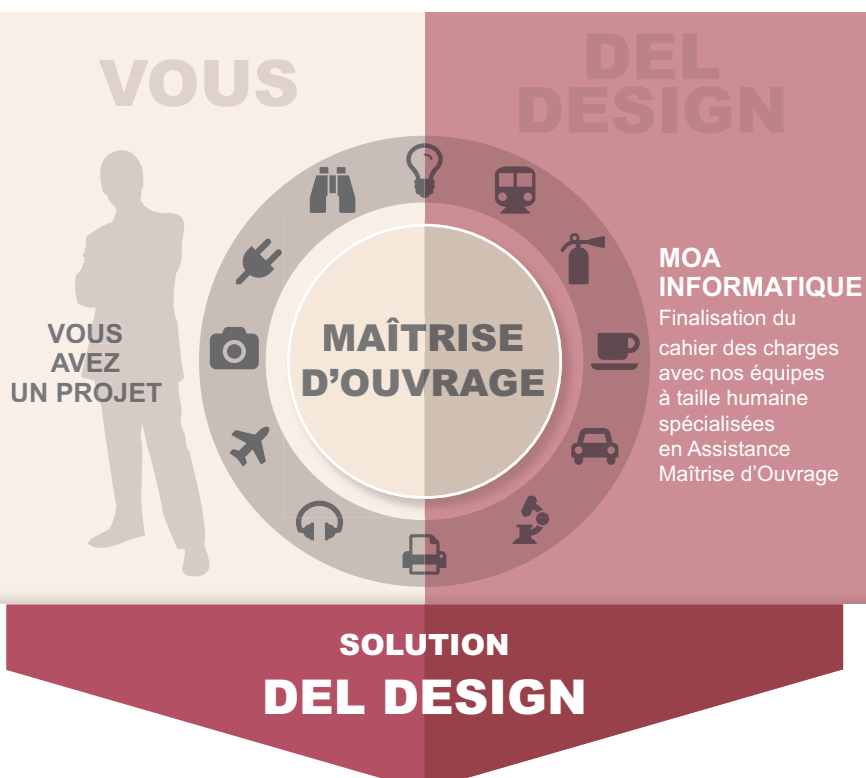 VOUS
DEL
DESIGN
VOUS
AVEZ
UN PROJET
MAÎTRISE
D'OUVRAGE
MOA
INFORMATIQUE
Finalisation du
cahier des charges
avec nos équipes
à taille humaine
spécialisées
en Assistance
Maîtrise d'Ouvrage
SOLUTION
DEL DESIGN